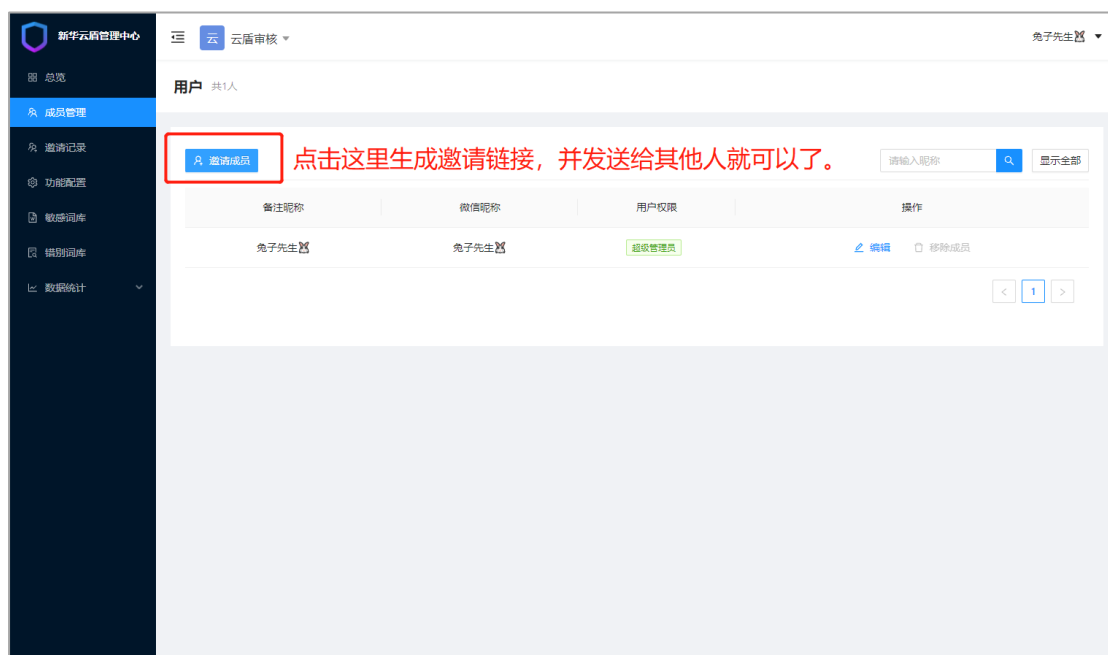 新华云盾管理中心
云 云盾审核
兔子先生
总览
用户 共1人
成员管理
邀请记录
邀请成员
点击这里生成邀请链接，并发送给其他人就可以了。
请输入昵称
显示全部
功能配置
备注昵称 微信昵称 用户权限 操作
敏感词库
兔子先生 兔子先生 超级管理员 编辑 移除成员
错别词库
数据统计
< 1 >